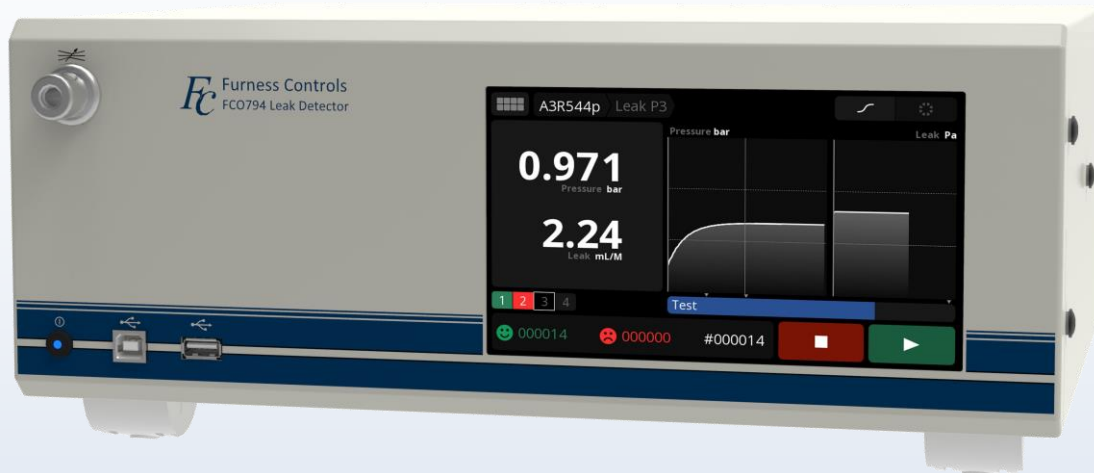 FC
Furness Controls
FCO794 Leak Detector
A3R544p Leak P3
0.971
Pressure bar
2.24
Leak mL/M
Pressure bar
Leak Pa
1 2 3 4
Test
000014 000000 #000014